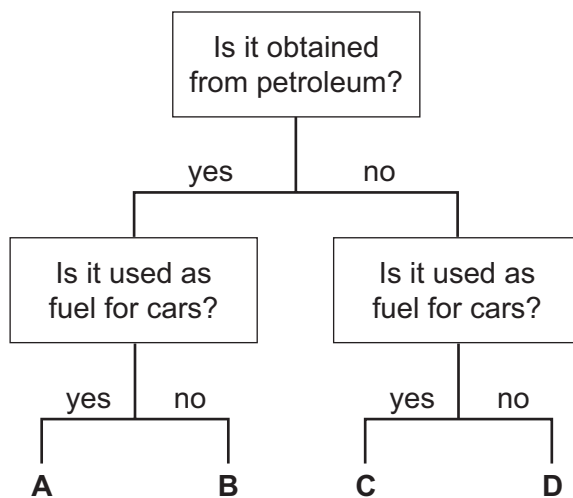 Is it obtained
from petroleum?
yes
no
Is it used as
fuel for cars?
Is it used as
fuel for cars?
yes
no
yes
no
A
B
C
D